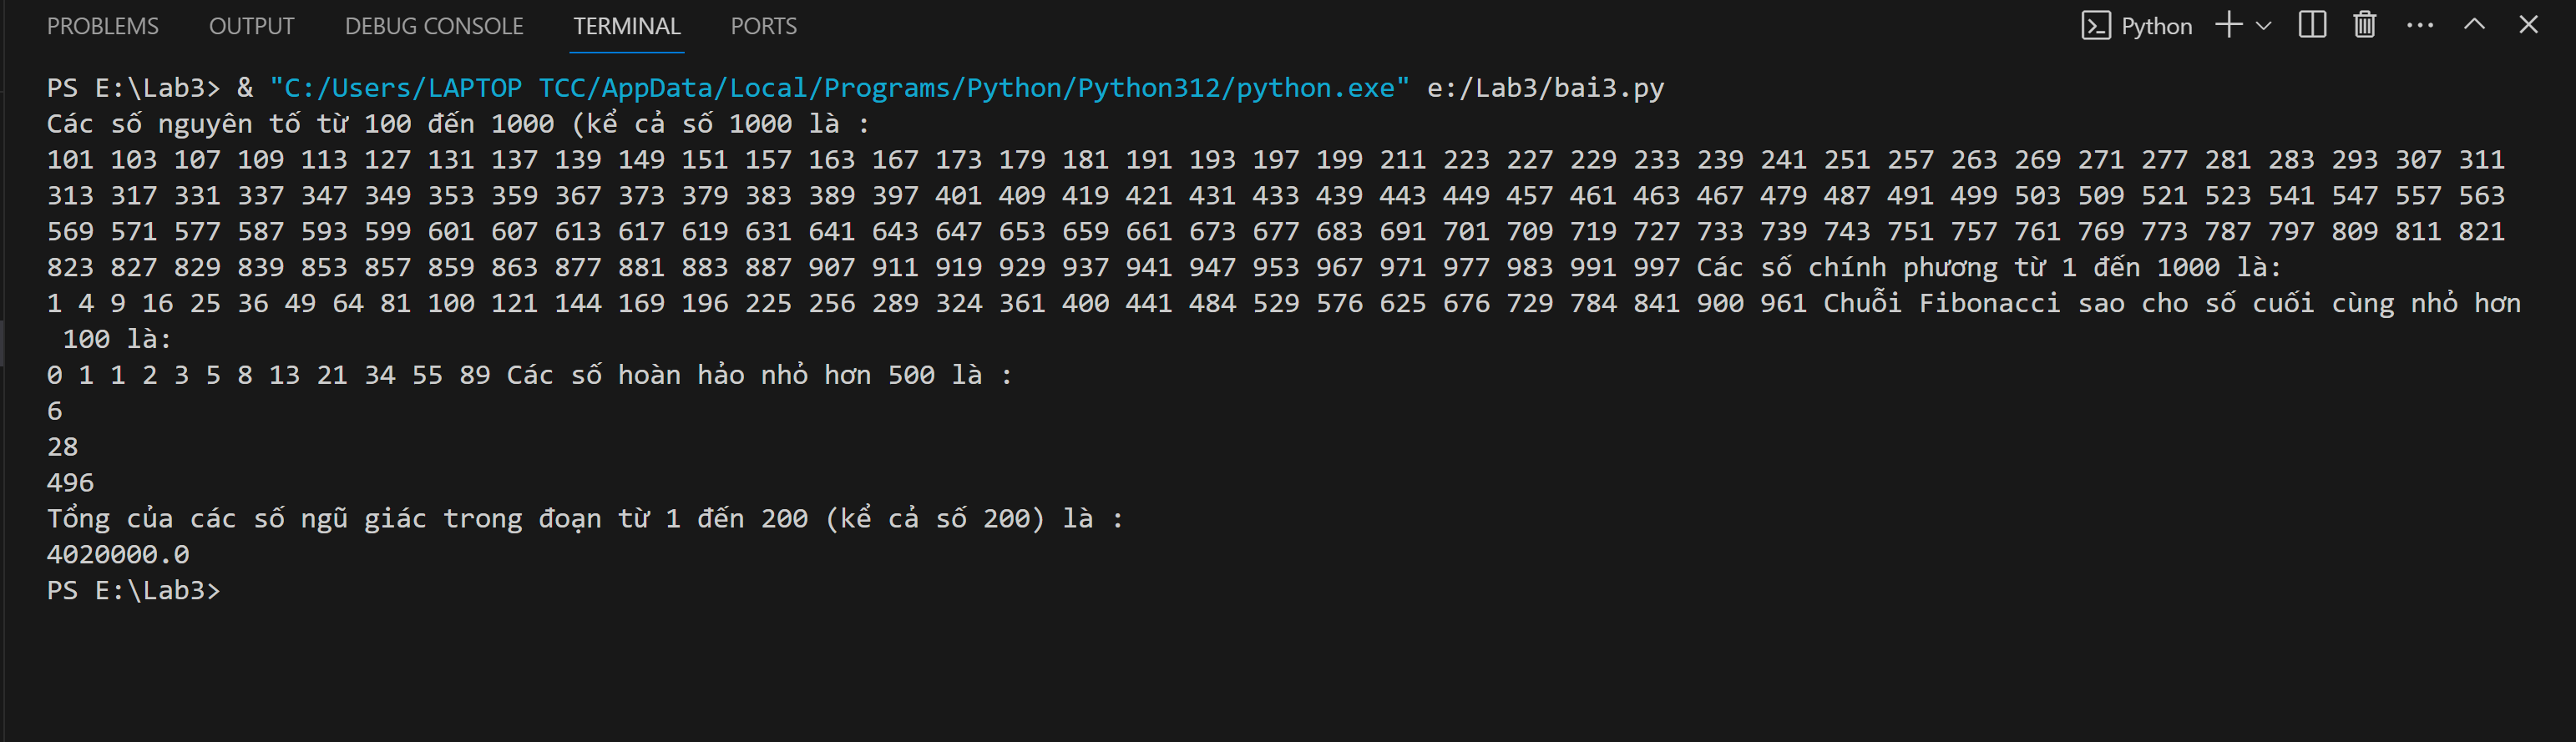 PROBLEMS OUTPUT DEBUG CONSOLE TERMINAL PORTS Python
PS E:\Lab3> & "C:/Users/LAPTOP TCC/AppData/Local/Programs/Python/Python312/python.exe" e:/Lab3/bai3.py
Các số nguyên tố từ 100 đến 1000 (kể cả số 1000 là :
101 103 107 109 113 127 131 137 139 149 151 157 163 167 173 179 181 191 193 197 199 211 223 227 229 233 239 241 251 257 263 269 271 277 281 283 293 307 311
313 317 331 337 347 349 353 359 367 373 379 383 389 397 401 409 419 421 431 433 439 443 449 457 461 463 467 479 487 491 499 503 509 521 523 541 547 557 563
569 571 577 587 593 599 601 607 613 617 619 631 641 643 647 653 659 661 673 677 683 691 701 709 719 727 733 739 743 751 757 761 769 773 787 797 809 811 821
823 827 829 839 853 857 859 863 877 881 883 887 907 911 919 929 937 941 947 953 967 971 977 983 991 997 Các số chính phương từ 1 đến 1000 là:
1 4 9 16 25 36 49 64 81 100 121 144 169 196 225 256 289 324 361 400 441 484 529 576 625 676 729 784 841 900 961 Chuỗi Fibonacci sao cho số cuối cùng nhỏ hơn
100 là:
0 1 1 2 3 5 8 13 21 34 55 89 Các số hoàn hảo nhỏ hơn 500 là :
6
28
496
Tổng của các số ngũ giác trong đoạn từ 1 đến 200 (kể cả số 200) là :
4020000.0
PS E:\Lab3>